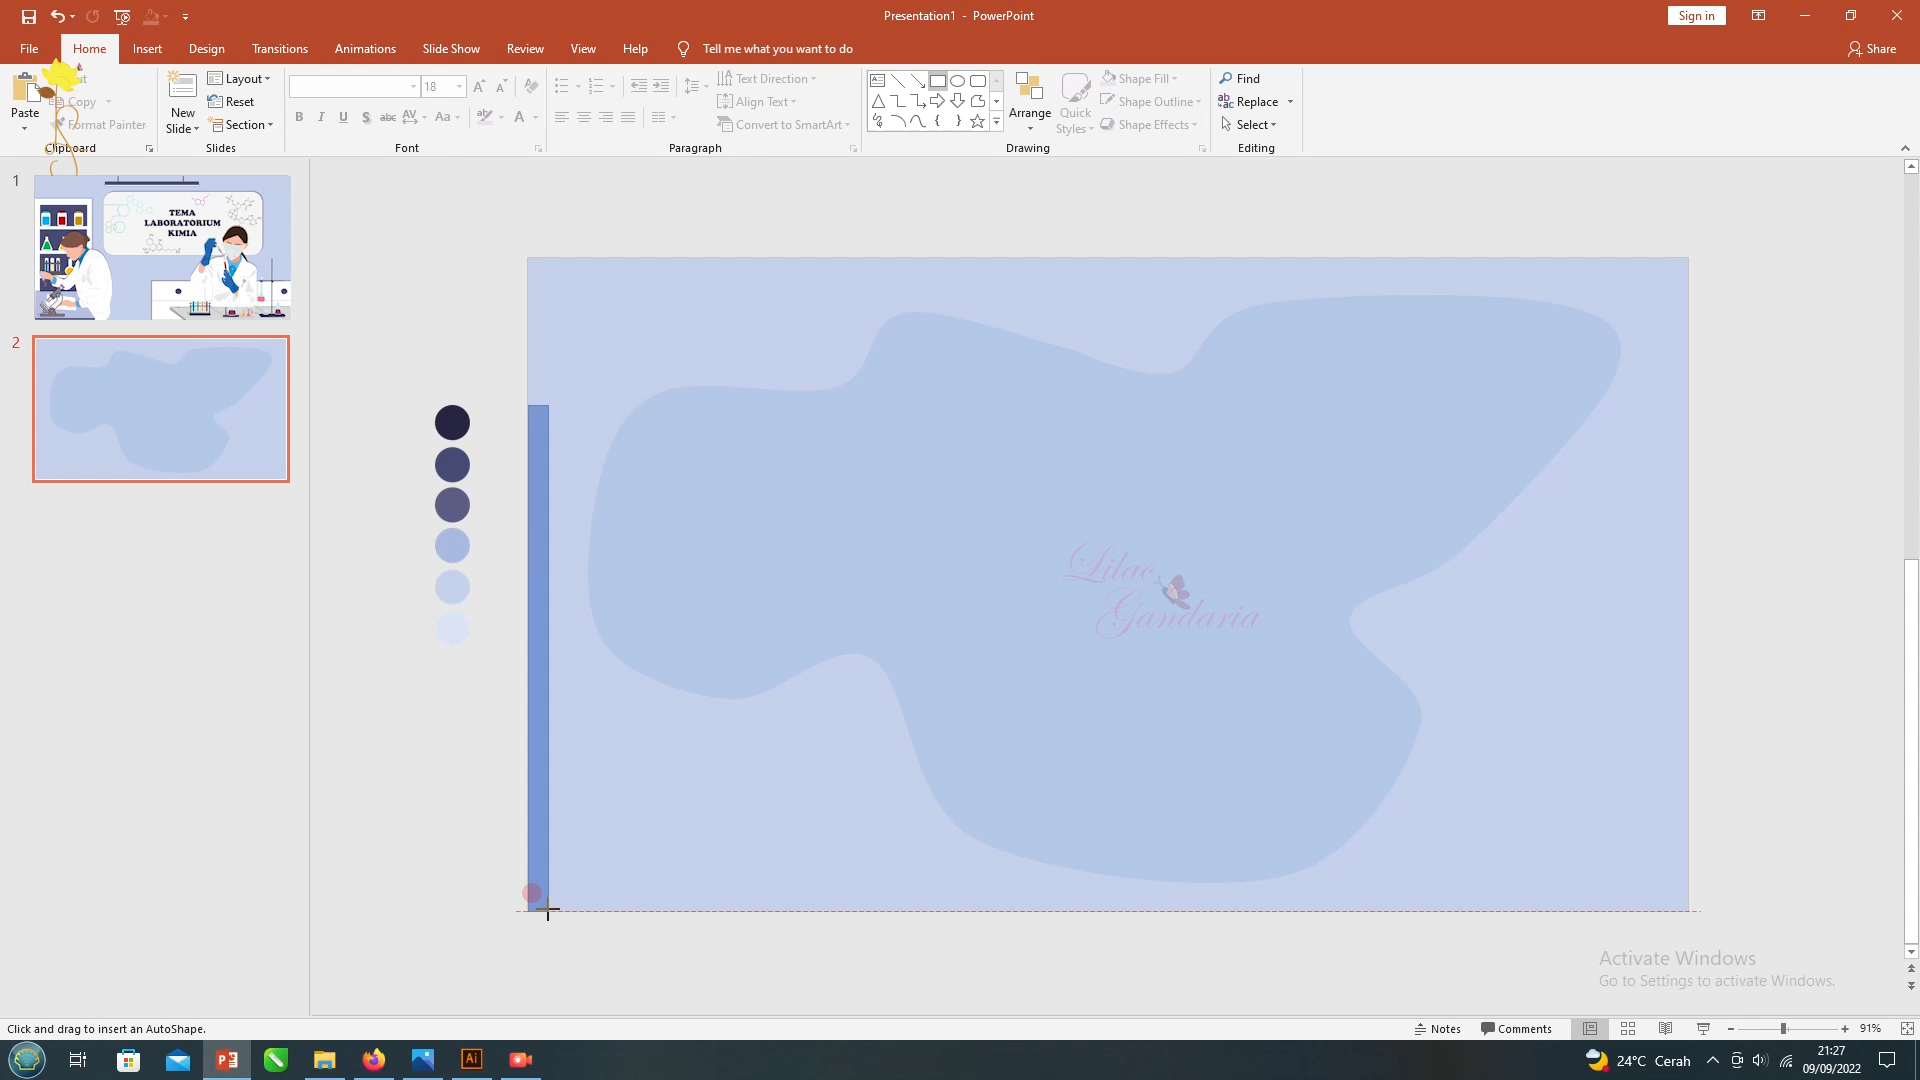 Presentation1 - PowerPoint
Sign in
File
Home
Insert
Design
Transitions
Animations
Slide Show
Review
View
Help
Tell me what you want to do
Share
Paste
Copy
Format Painter
Clipboard
New
Slide
Layout
Reset
Section
Slides
18
B I U S abc AV Aa A
Font
Text Direction
Align Text
Convert to SmartArt
Paragraph
Arrange
Quick
Styles
Shape Fill
Shape Outline
Shape Effects
Drawing
Find
Replace
Select
Editing
1
TEMA
LABORATORIUM
KIMIA
2
Lilac
Gandaria
Activate Windows
Go to Settings to activate Windows.
Click and drag to insert an AutoShape.
Notes
Comments
91%
P
Ai
24°C Cerah
21:27
09/09/2022